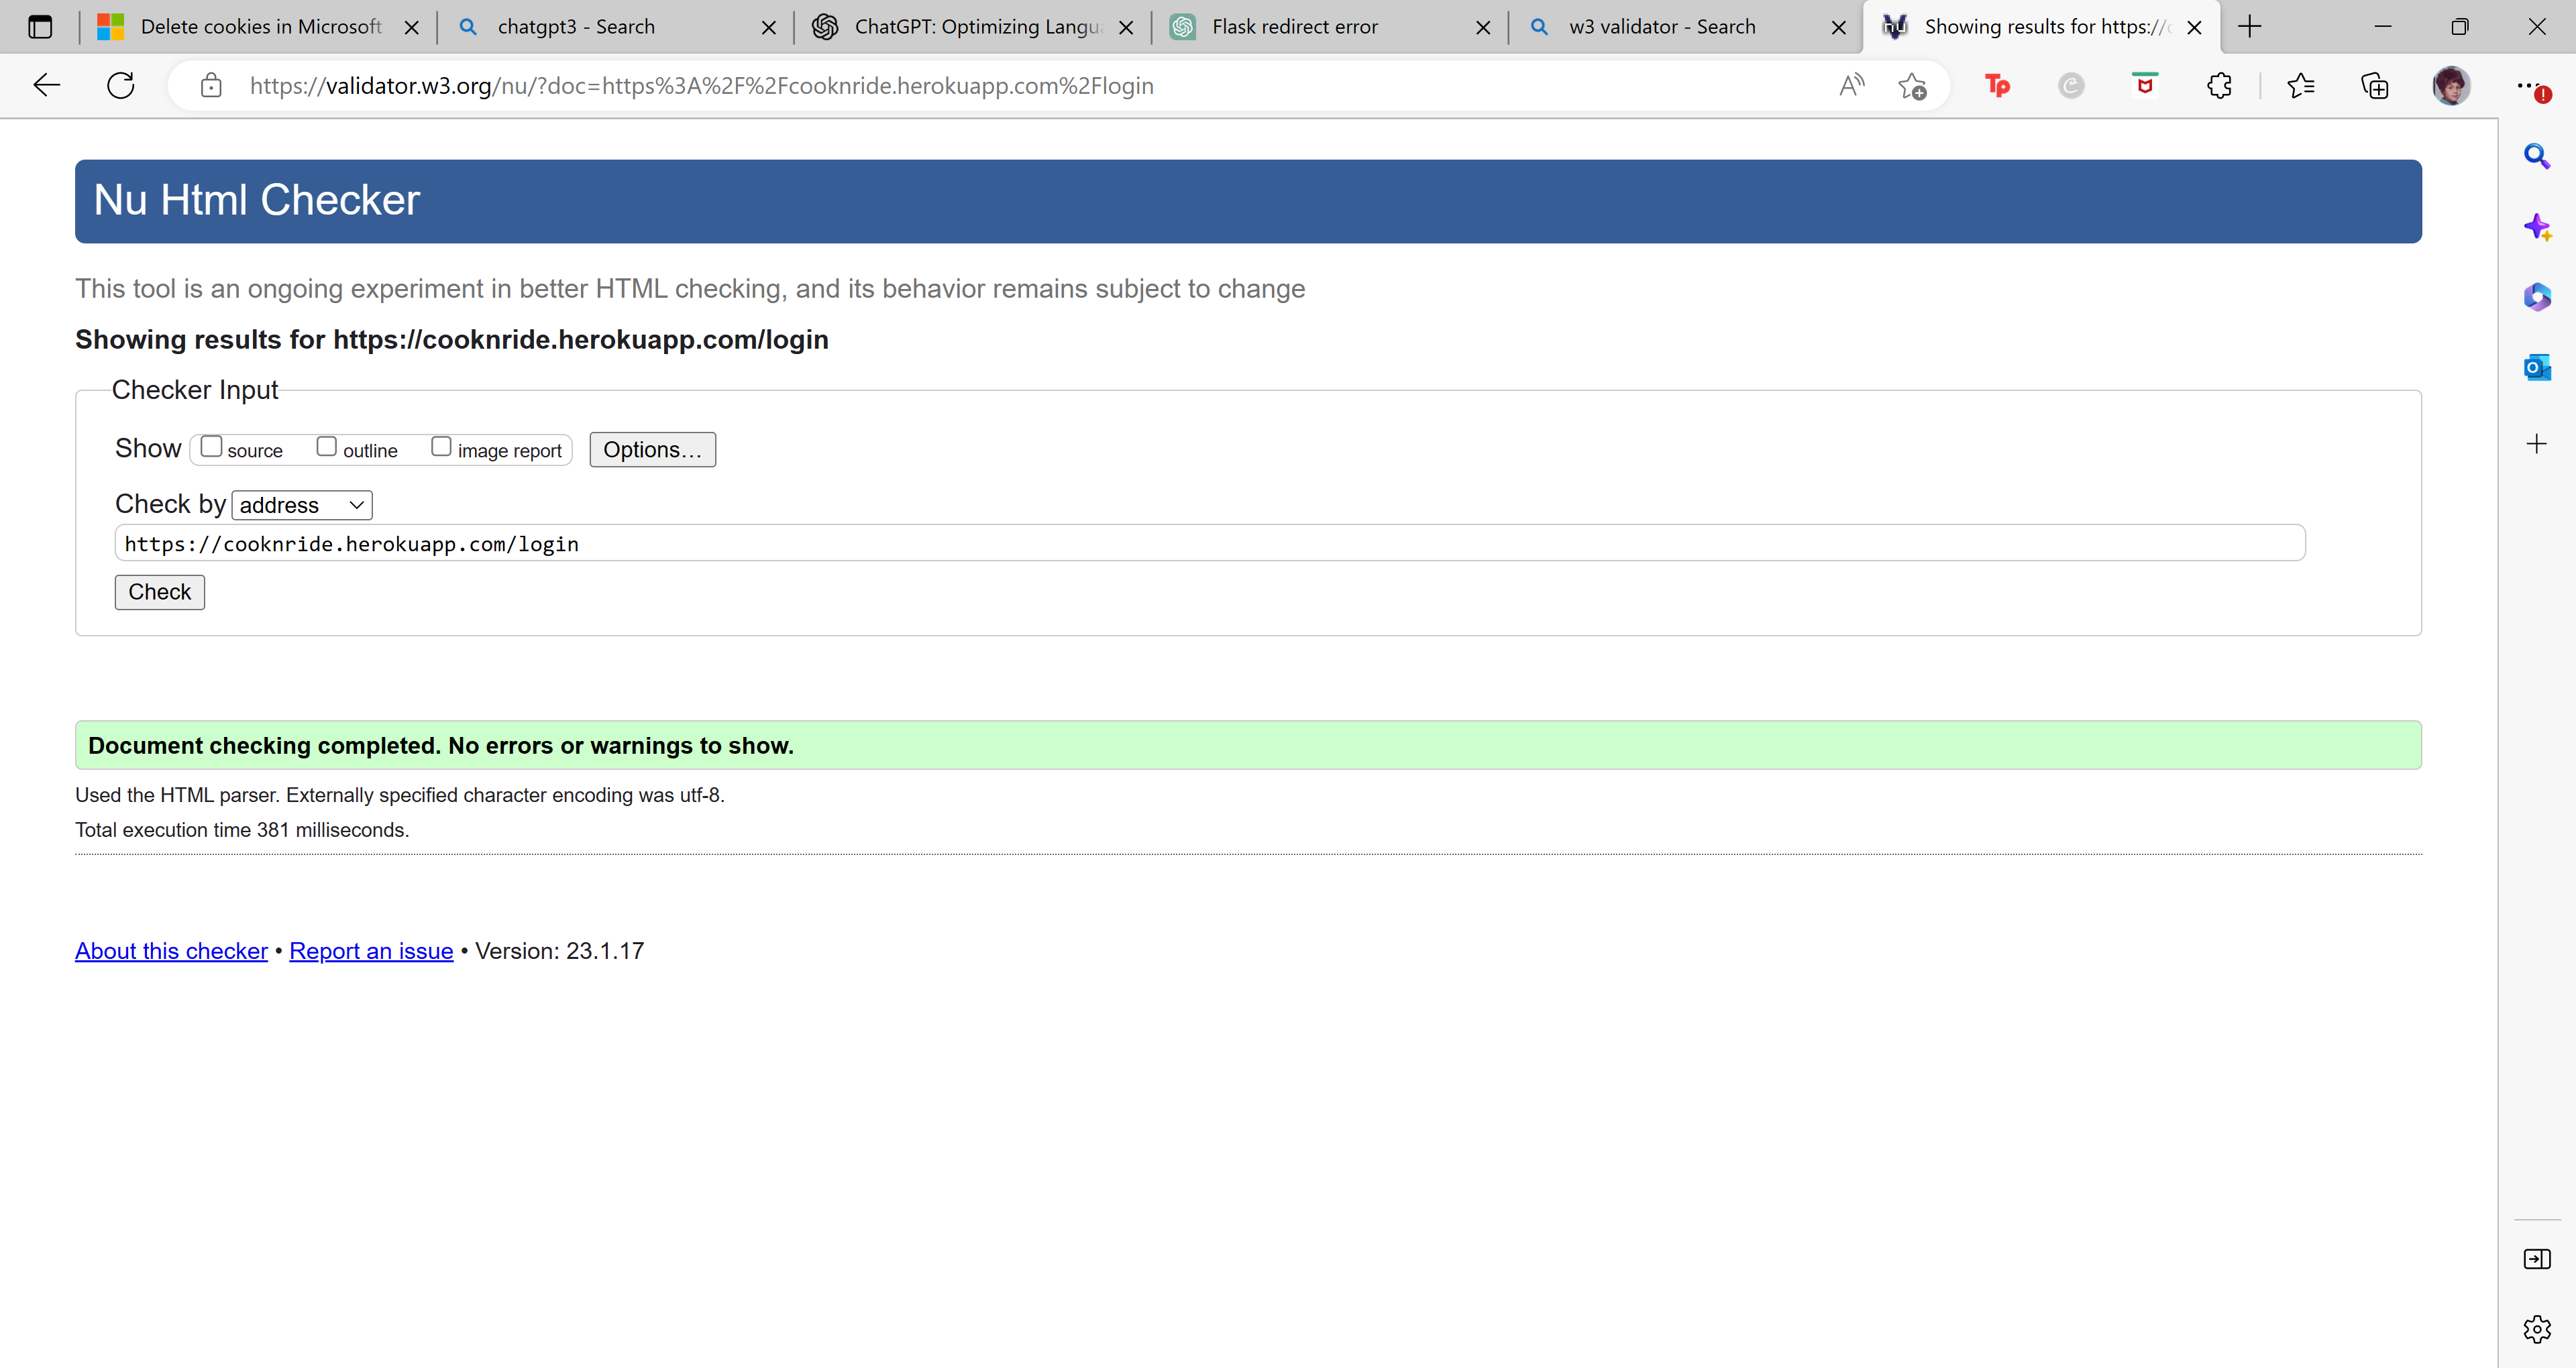 Delete cookies in Microsoft
chatgpt3 - Search
ChatGPT: Optimizing Langu
Flask redirect error
w3 validator - Search
Showing results for https://c
https://validator.w3.org/nu/?doc=https%3A%2F%2Fcooknride.herokuapp.com%2Flogin
Nu Html Checker
This tool is an ongoing experiment in better HTML checking, and its behavior remains subject to change
Showing results for https://cooknride.herokuapp.com/login
Checker Input
Show source outline image report Options...
Check by address
https://cooknride.herokuapp.com/login
Check
Document checking completed. No errors or warnings to show.
Used the HTML parser. Externally specified character encoding was utf-8.
Total execution time 381 milliseconds.
About this checker • Report an issue • Version: 23.1.17